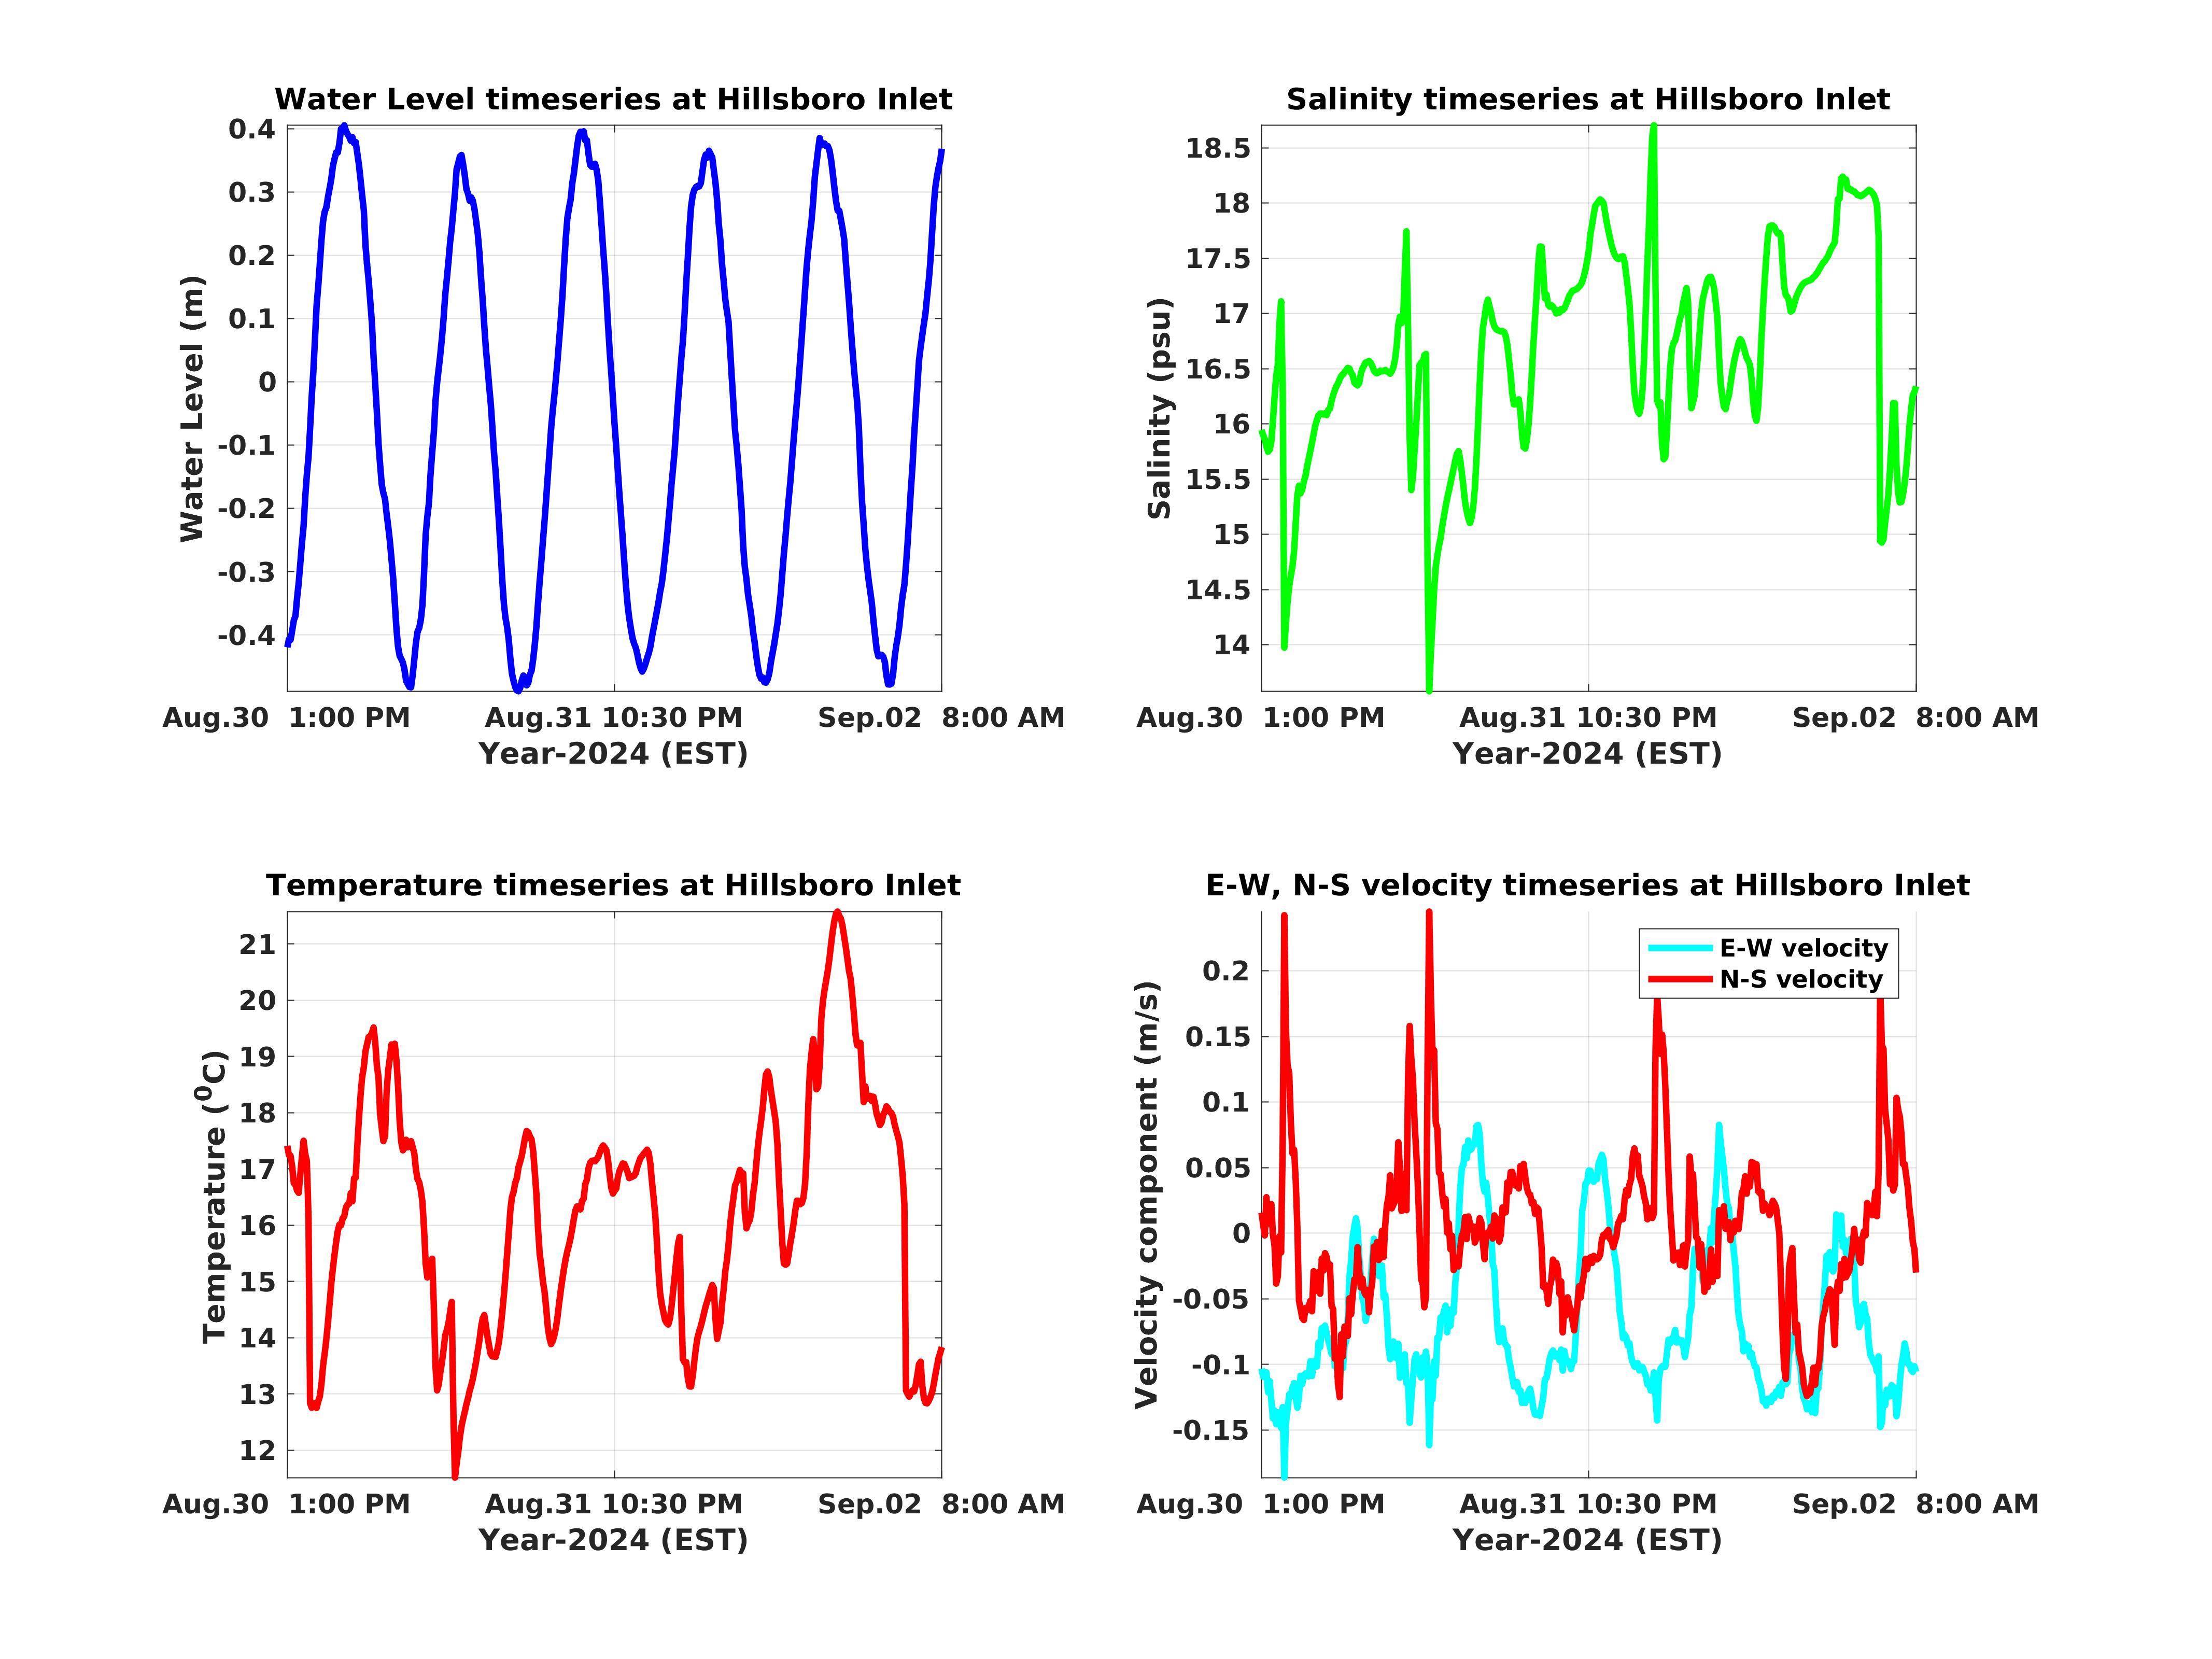 Water Level timeseries at Hillsboro Inlet
0.4
0.3
0.2
0.1
0
-0.1
-0.2
-0.3
-0.4
Water Level (m)
Aug.30 1:00 PM
Aug.31 10:30 PM
Sep.02 8:00 AM
Year-2024 (EST)
Salinity timeseries at Hillsboro Inlet
18.5
18
17.5
17
16.5
16
15.5
15
14.5
14
Salinity (psu)
Aug.30 1:00 PM
Aug.31 10:30 PM
Sep.02 8:00 AM
Year-2024 (EST)
Temperature timeseries at Hillsboro Inlet
21
20
19
18
17
16
15
14
13
12
Temperature (⁰C)
Aug.30 1:00 PM
Aug.31 10:30 PM
Sep.02 8:00 AM
Year-2024 (EST)
E-W, N-S velocity timeseries at Hillsboro Inlet
E-W velocity
N-S velocity
0.2
0.15
0.1
0.05
0
-0.05
-0.1
-0.15
Velocity component (m/s)
Aug.30 1:00 PM
Aug.31 10:30 PM
Sep.02 8:00 AM
Year-2024 (EST)